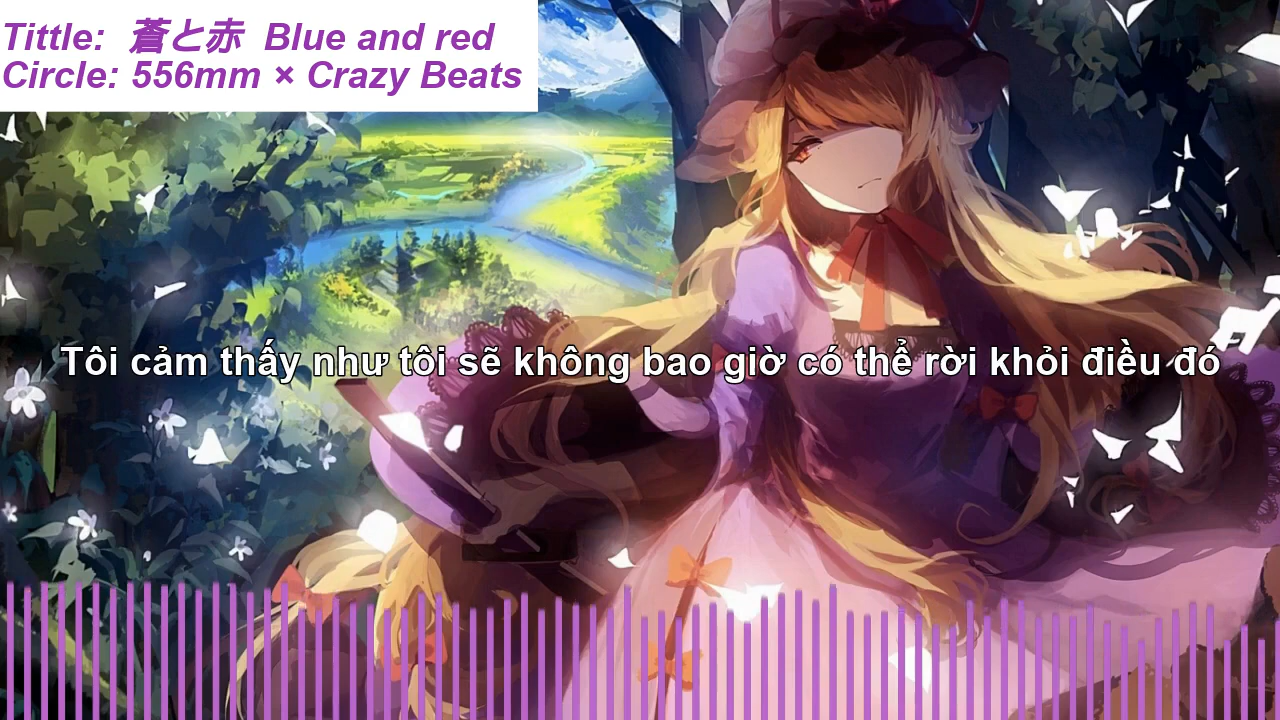 Tittle: 蒼と赤 Blue and red
Circle: 556mm × Crazy Beats
Tôi cảm thấy như tôi sẽ không bao giờ có thể rời khỏi điều đó